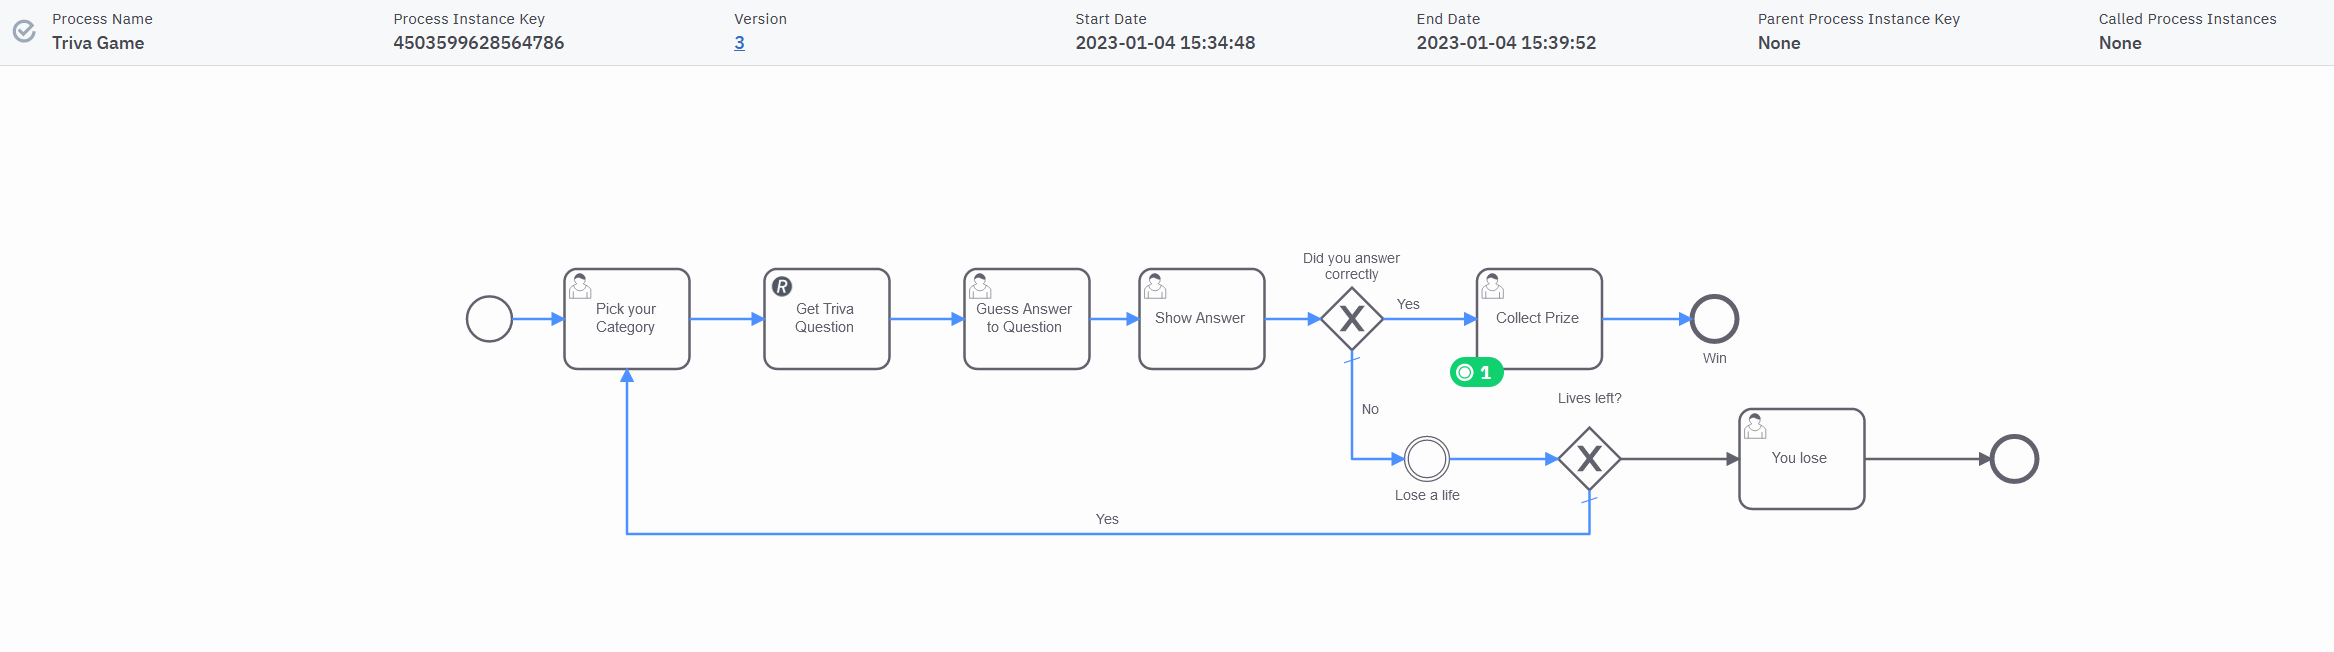 Process Name
Triva Game
Process Instance Key
4503599628564786
Version
3
Start Date
2023-01-04 15:34:48
End Date
2023-01-04 15:39:52
Parent Process Instance Key
None
Called Process Instances
None
Did you answer
correctly
Pick your
Category
R
Get Triva
Question
Guess Answer
to Question
Show Answer
X
Yes
Collect Prize
1
Win
No
Lives left?
Lose a life
X
You lose
Yes